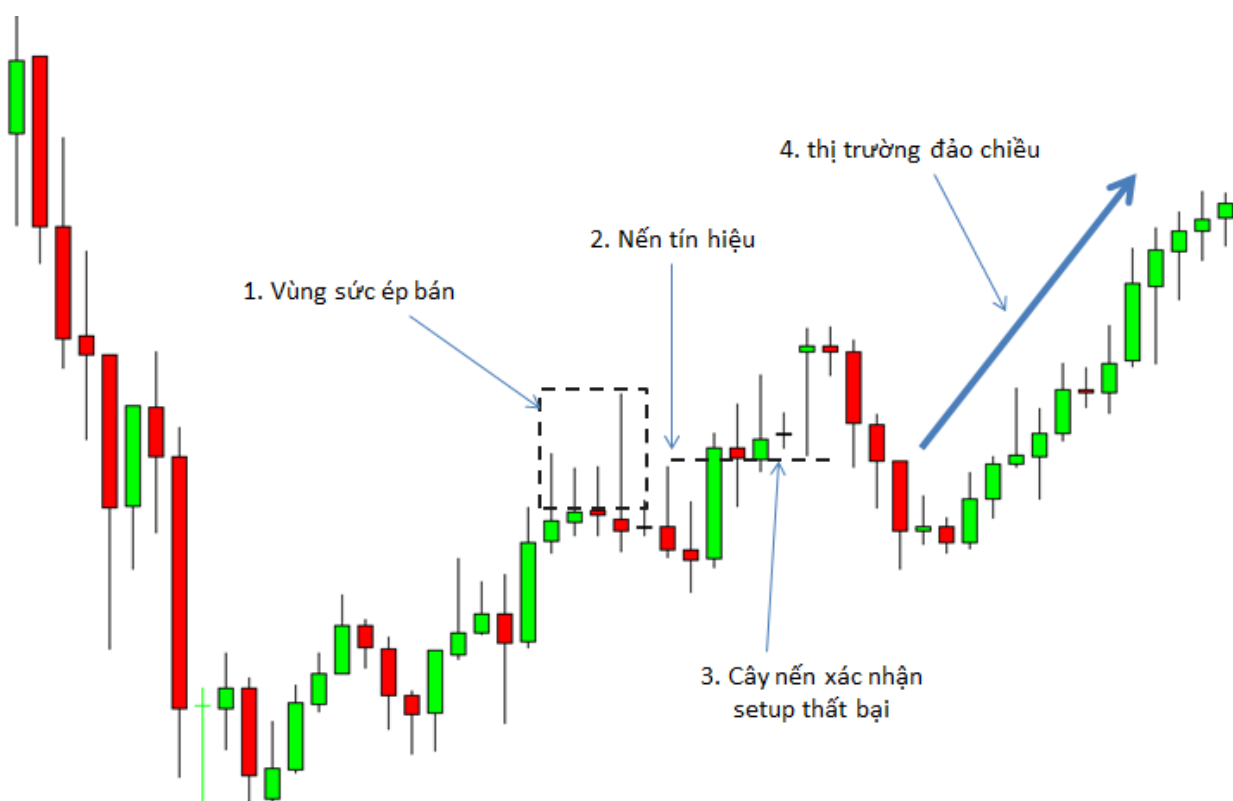 4. thị trường đảo chiều
2. Nến tín hiệu
1. Vùng sức ép bán
3. Cây nến xác nhận
setup thất bại